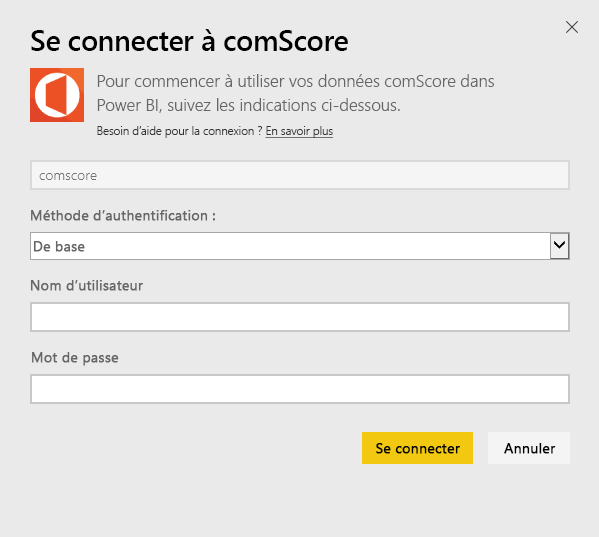 Se connecter à comScore
Pour commencer à utiliser vos données comScore dans
Power BI, suivez les indications ci-dessous.
Besoin d’aide pour la connexion ? En savoir plus
comscore
Méthode d’authentification :
De base
Nom d’utilisateur
Mot de passe
Se connecter
Annuler